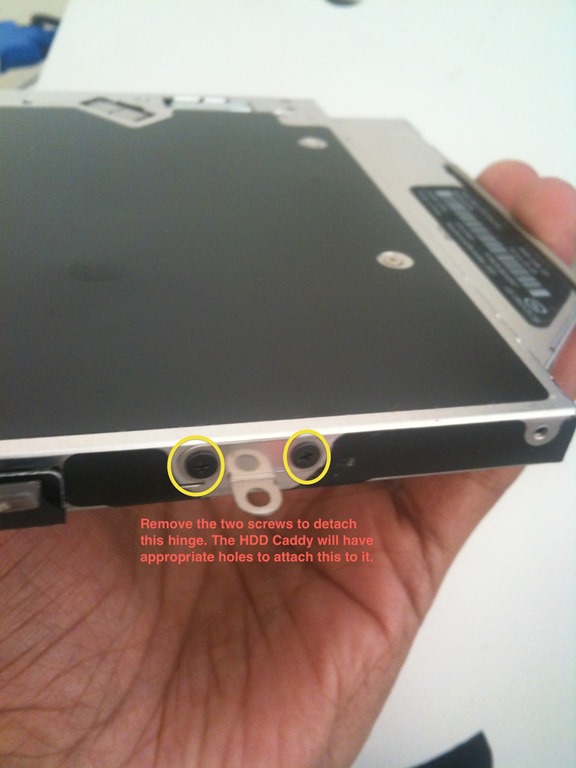 Remove the two screws to detach
this hinge. The HDD Caddy will have
appropriate holes to attach this to it.